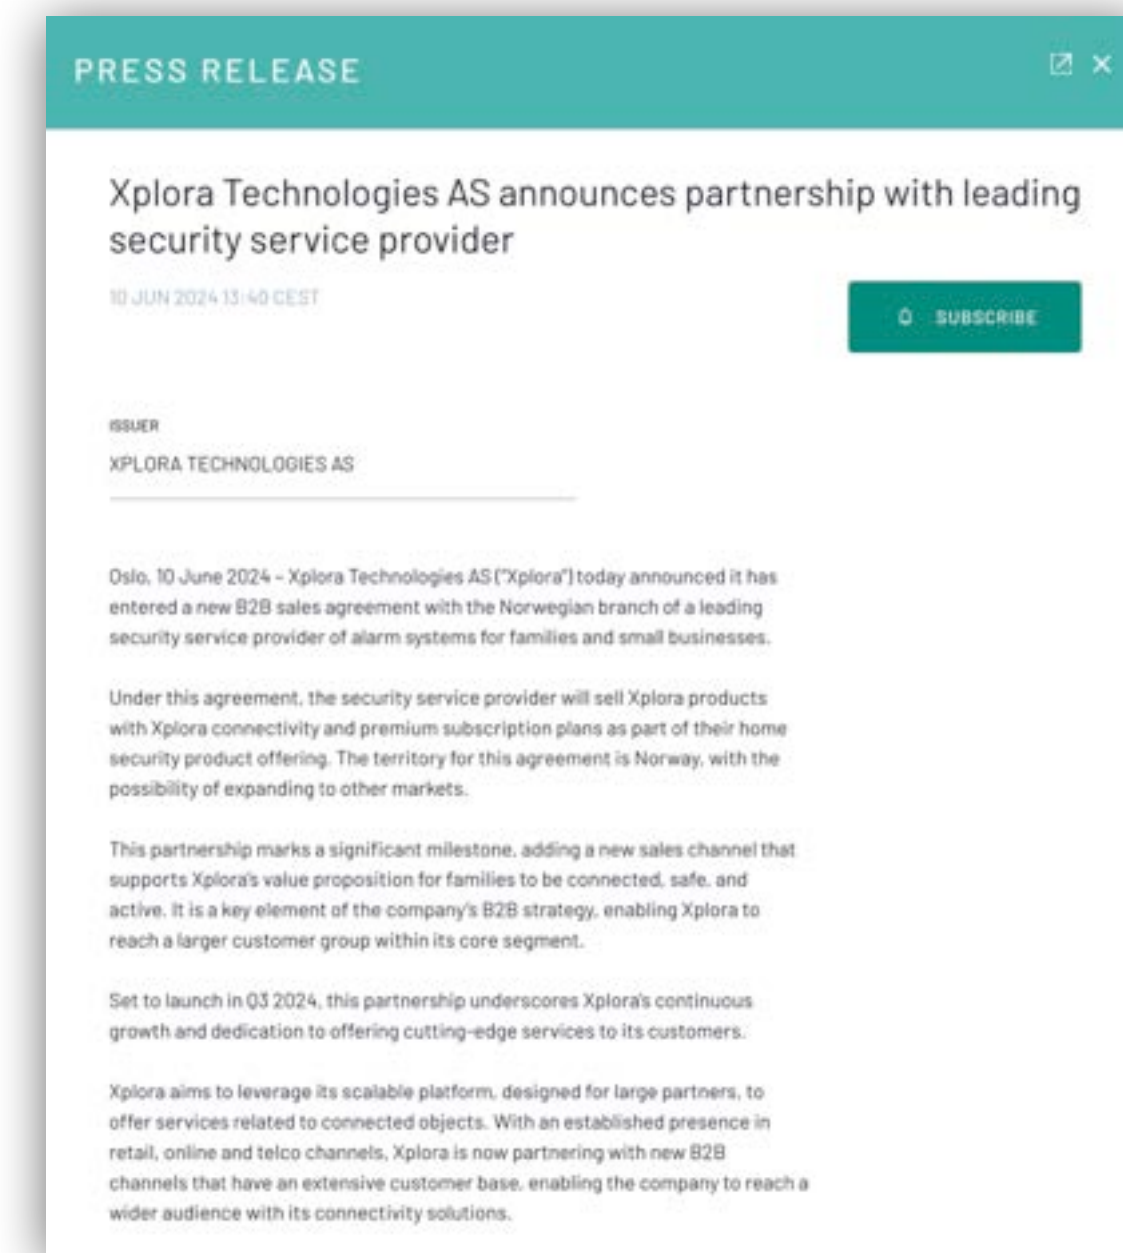 PRESS RELEASE
Xplora Technologies AS announces partnership with leading
security service provider
10 JUN 2024 13:40 CEST
SUBSCRIBE
ISSUER
XPLORA TECHNOLOGIES AS
Oslo, 10 June 2024 – Xplora Technologies AS ("Xplora") today announced it has
entered a new B2B sales agreement with the Norwegian branch of a leading
security service provider of alarm systems for families and small businesses.
Under this agreement, the security service provider will sell Xplora products
with Xplora connectivity and premium subscription plans as part of their home
security product offering. The territory for this agreement is Norway, with the
possibility of expanding to other markets.
This partnership marks a significant milestone, adding a new sales channel that
supports Xplora's value proposition for families to be connected, safe, and
active. It is a key element of the company's B2B strategy, enabling Xplora to
reach a larger customer group within its core segment.
Set to launch in Q3 2024, this partnership underscores Xplora's continuous
growth and dedication to offering cutting-edge services to its customers.
Xplora aims to leverage its scalable platform, designed for large partners, to
offer services related to connected objects. With an established presence in
retail, online and telco channels, Xplora is now partnering with new B2B
channels that have an extensive customer base, enabling the company to reach a
wider audience with its connectivity solutions.